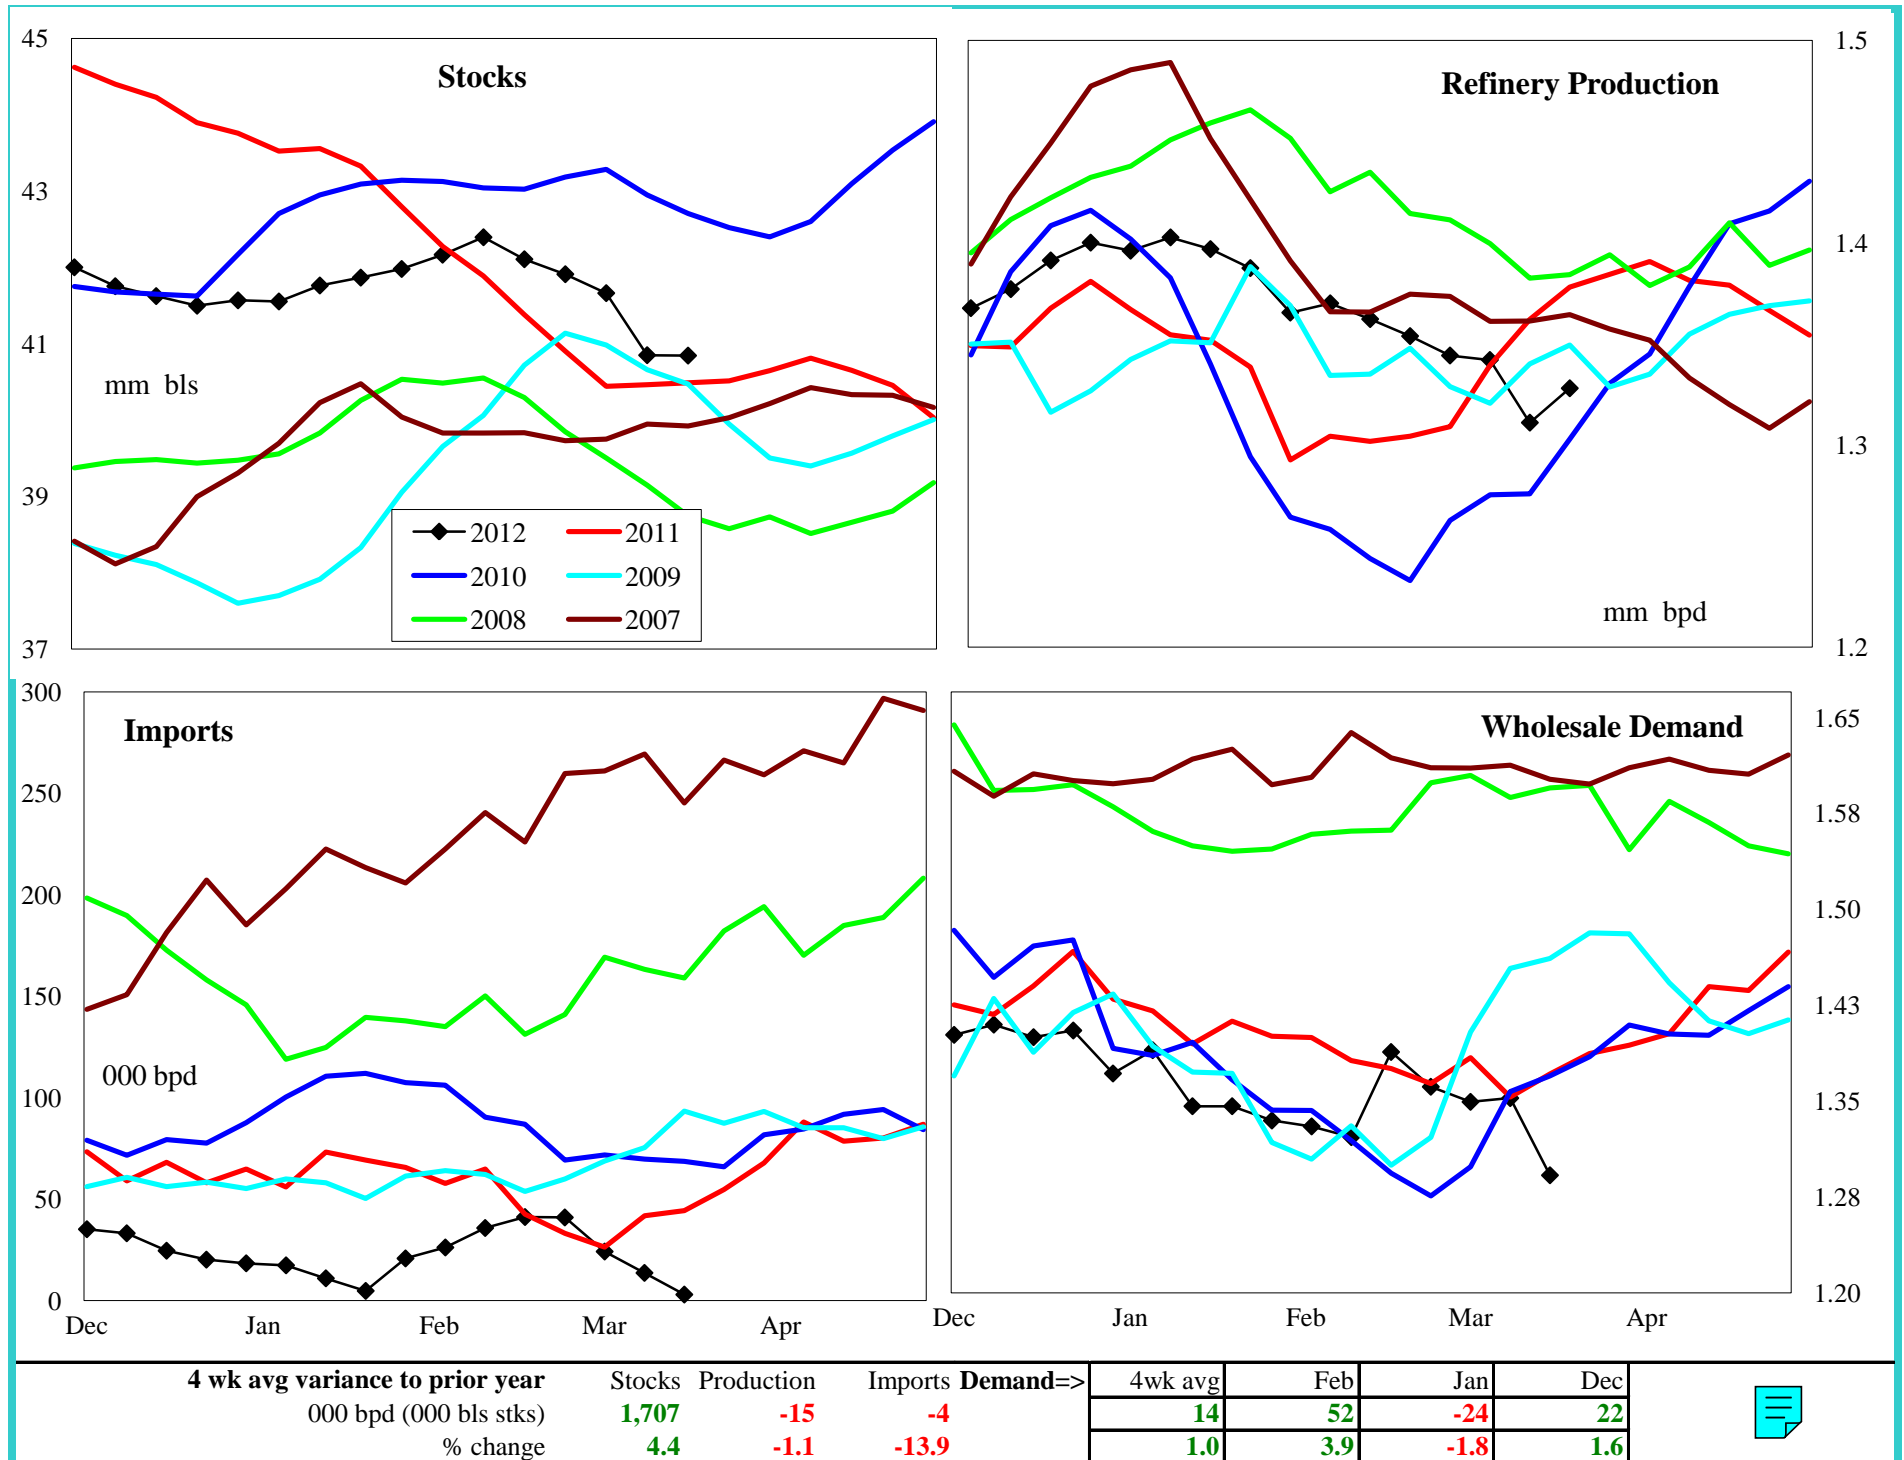 Stocks
45
43
41
39
37
mm bls
2012 2011
2010 2009
2008 2007
Refinery Production
1.5
1.4
1.3
1.2
mm bpd
Imports
300
250
200
150
100
50
0
000 bpd
Dec Jan Feb Mar Apr
Wholesale Demand
1.65
1.58
1.50
1.43
1.35
1.28
1.20
Dec Jan Feb Mar Apr
4 wk avg variance to prior year Stocks Production Imports Demand=> 4wk avg Feb Jan Dec
000 bpd (000 bls stks) 1,707 -15 -4 14 52 -24 22
% change 4.4 -1.1 -13.9 1.0 3.9 -1.8 1.6